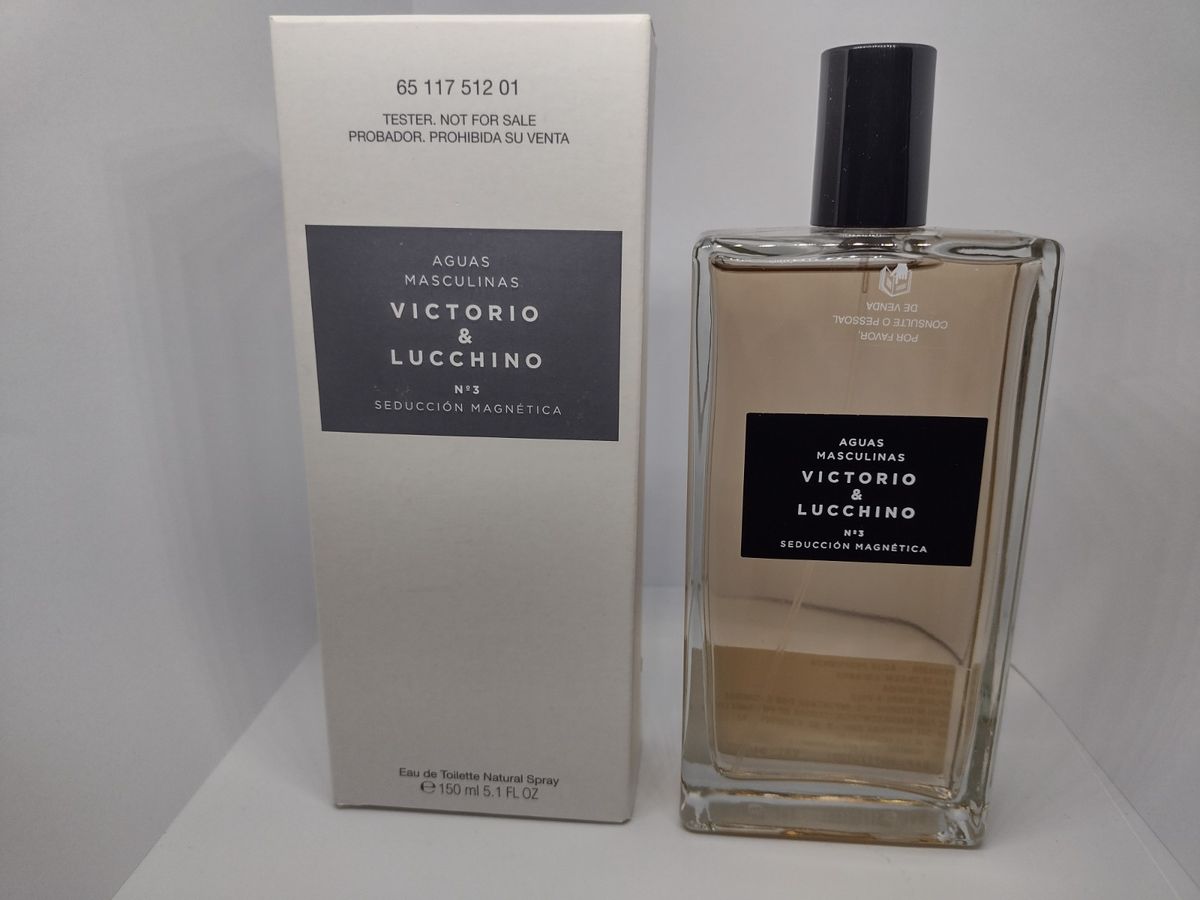 65 117 512 01
TESTER. NOT FOR SALE
PROBADOR. PROHIBIDA SU VENTA
AGUAS
MASCULINAS
VICTORIO
&
LUCCHINO
Nº3
SEDUCCIÓN MAGNÉTICA
Eau de Toilette Natural Spray
℮ 150 ml 5.1 FL OZ
POR FAVOR,
CONSULTE O PESSOAL
DE VENDA
AGUAS
MASCULINAS
VICTORIO
&
LUCCHINO
Nº3
SEDUCCIÓN MAGNÉTICA